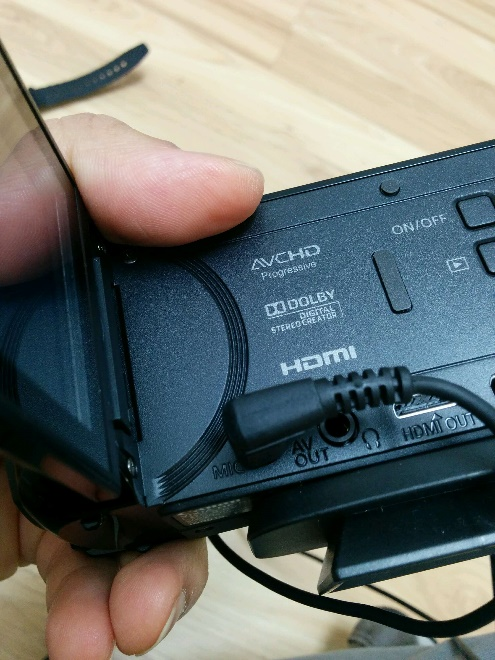 AVCHD
Progressive
ON/OFF
DOLBY
DIGITAL
STEREO CREATOR
HDMI
AV
OUT
HDMI OUT
MIC